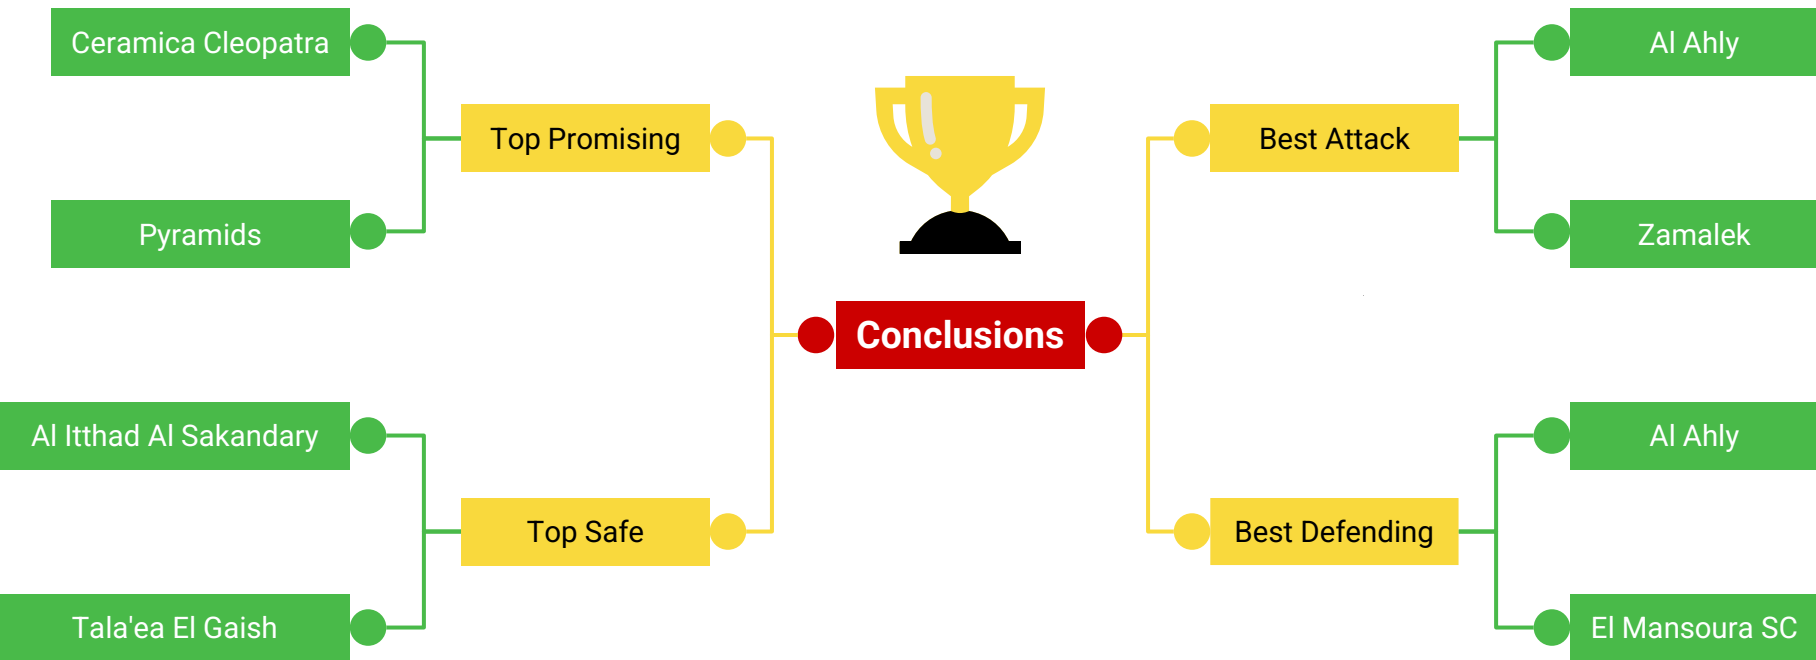 Ceramica Cleopatra
Al Ahly
Top Promising
Best Attack
Pyramids
Zamalek
Conclusions
Al Itthad Al Sakandary
Al Ahly
Top Safe
Best Defending
Tala'ea El Gaish
El Mansoura SC